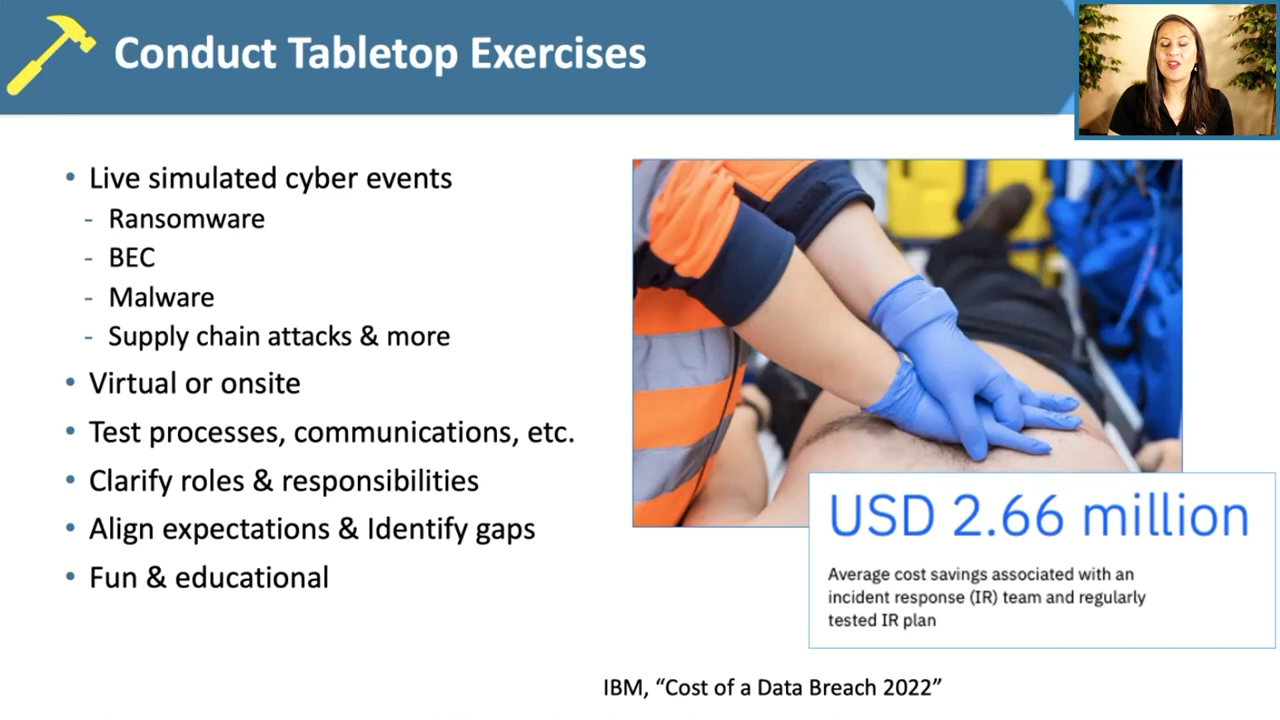 Conduct Tabletop Exercises
• Live simulated cyber events
- Ransomware
- BEC
- Malware
- Supply chain attacks & more
• Virtual or onsite
• Test processes, communications, etc.
• Clarify roles & responsibilities
• Align expectations & Identify gaps
• Fun & educational
USD 2.66 million
Average cost savings associated with an
incident response (IR) team and regularly
tested IR plan
IBM, “Cost of a Data Breach 2022”